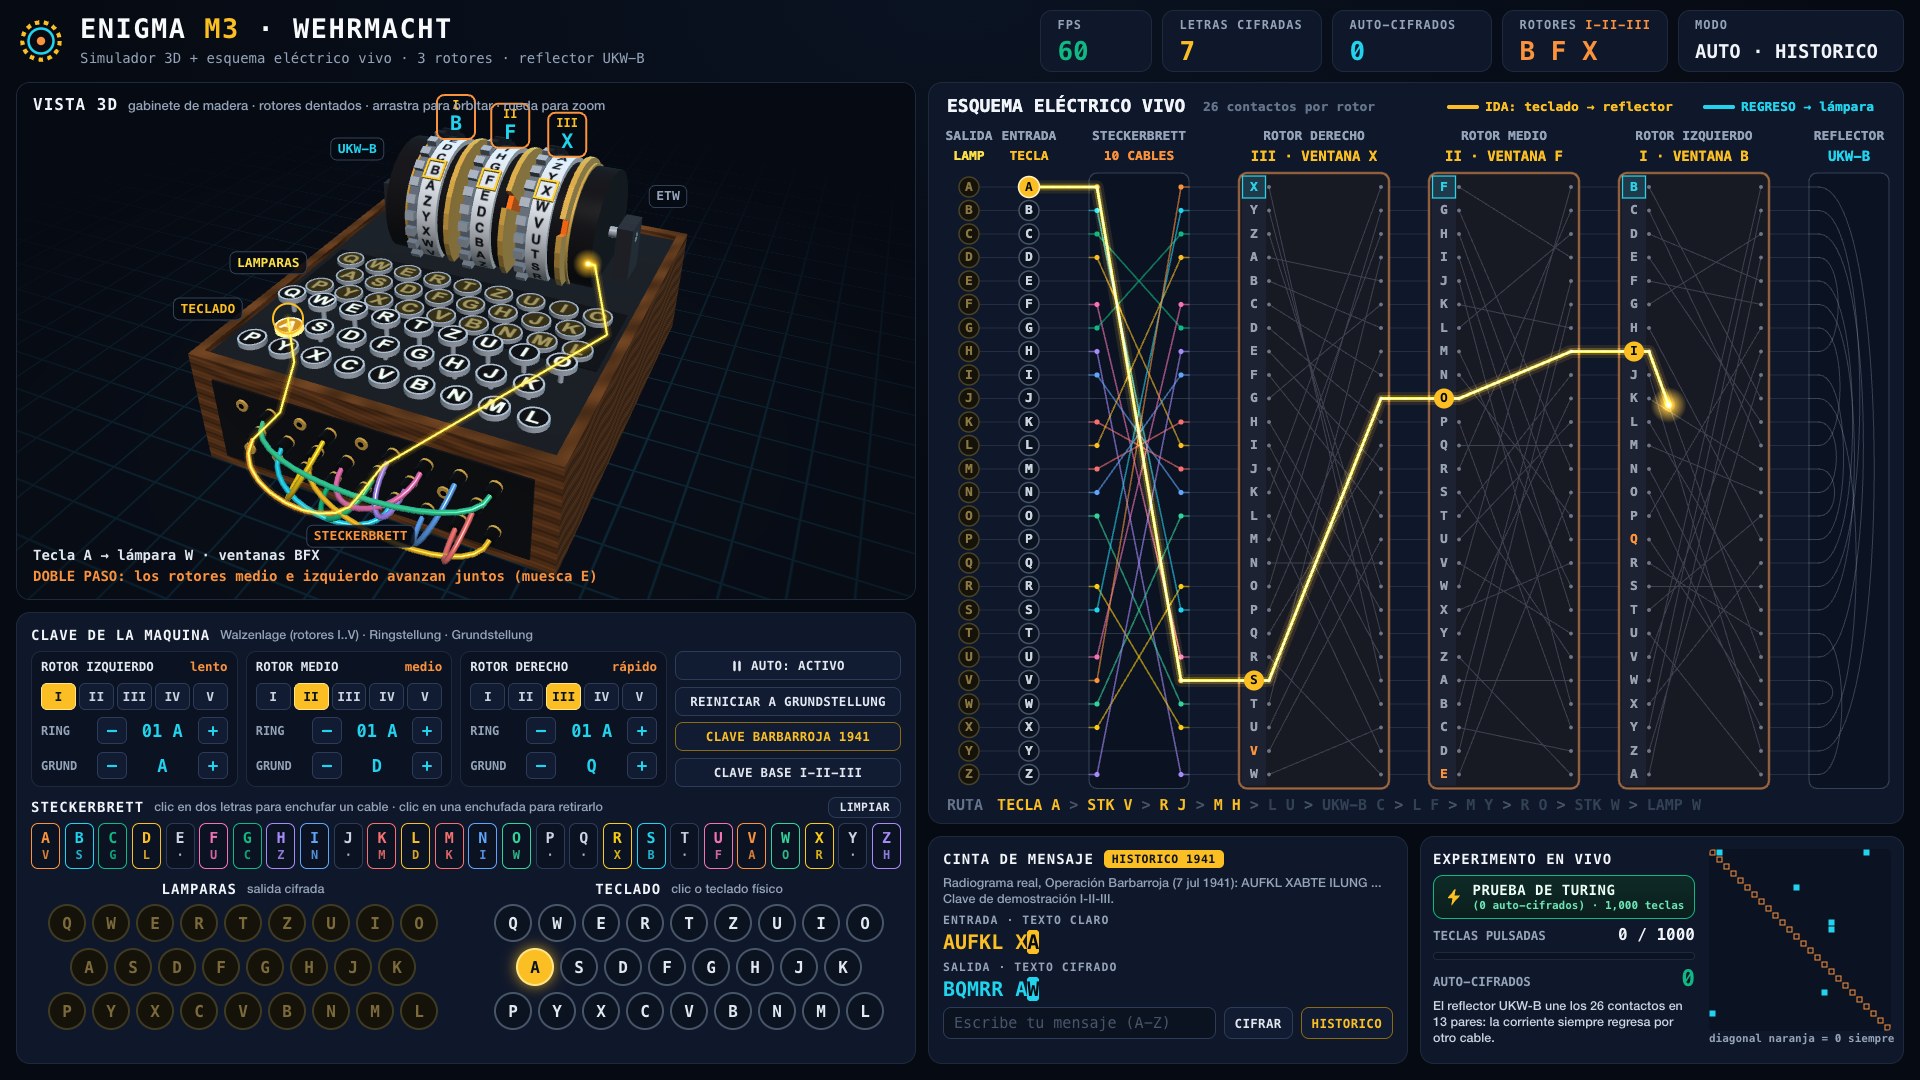 ENIGMA M3 · WEHRMACHT
Simulador 3D + esquema eléctrico vivo · 3 rotores · reflector UKW-B
FPS
60
LETRAS CIFRADAS
7
AUTO-CIFRADOS
0
ROTORES I-II-III
B F X
MODO
AUTO · HISTORICO
VISTA 3D gabinete de madera · rotores dentados · arrastra para orbitar · rueda para zoom
I
B
II
F
III
X
UKW-B
ETW
LAMPARAS
TECLADO
STECKERBRETT
Tecla A → lámpara W · ventanas BFX
DOBLE PASO: los rotores medio e izquierdo avanzan juntos (muesca E)
ESQUEMA ELÉCTRICO VIVO 26 contactos por rotor
IDA: teclado → reflector
REGRESO → lámpara
SALIDA ENTRADA STECKERBRETT ROTOR DERECHO ROTOR MEDIO ROTOR IZQUIERDO REFLECTOR
LAMP TECLA 10 CABLES III · VENTANA X II · VENTANA F I · VENTANA B UKW-B
A A X F B
B B Y G C
C C Z H D
D D A I E
E E B J F
F F C K G
G G D L H
H H E M I
I I F N J
J J G O K
K K H P L
L L I Q M
M M J R N
N N K S O
O O L T P
P P M U Q
Q Q N V R
R R O W S
S S P X T
T T Q Y U
U U R Z V
V V S A W
W W T B X
X X U C Y
Y Y V D Z
Z Z W E A
RUTA TECLA A > STK V > R J > M H > L U > UKW-B C > L F > M Y > R O > STK W > LAMP W
CLAVE DE LA MAQUINA Walzenlage (rotores I..V) · Ringstellung · Grundstellung
ROTOR IZQUIERDO lento
I II III IV V
RING − 01 A +
GRUND − A +
ROTOR MEDIO medio
I II III IV V
RING − 01 A +
GRUND − D +
ROTOR DERECHO rápido
I II III IV V
RING − 01 A +
GRUND − Q +
AUTO: ACTIVO
REINICIAR A GRUNDSTELLUNG
CLAVE BARBARROJA 1941
CLAVE BASE I-II-III
STECKERBRETT clic en dos letras para enchufar un cable · clic en una enchufada para retirarlo
LIMPIAR
A B C D E F G H I J K L M N O P Q R S T U V W X Y Z
V S G L · U C Z N · M D K I W · · X B · F A O R · H
LAMPARAS salida cifrada
Q W E R T Z U I O
A S D F G H J K
P Y X C V B N M L
TECLADO clic o teclado físico
Q W E R T Z U I O
A S D F G H J K
P Y X C V B N M L
CINTA DE MENSAJE HISTORICO 1941
Radiograma real, Operación Barbarroja (7 jul 1941): AUFKL XABTE ILUNG ...
Clave de demostración I-II-III.
ENTRADA · TEXTO CLARO
AUFKL XA
SALIDA · TEXTO CIFRADO
BQMRR AW
Escribe tu mensaje (A-Z)
CIFRAR
HISTORICO
EXPERIMENTO EN VIVO
PRUEBA DE TURING
(0 auto-cifrados) · 1,000 teclas
TECLAS PULSADAS 0 / 1000
AUTO-CIFRADOS 0
El reflector UKW-B une los 26 contactos en
13 pares: la corriente siempre regresa por
otro cable.
diagonal naranja = 0 siempre